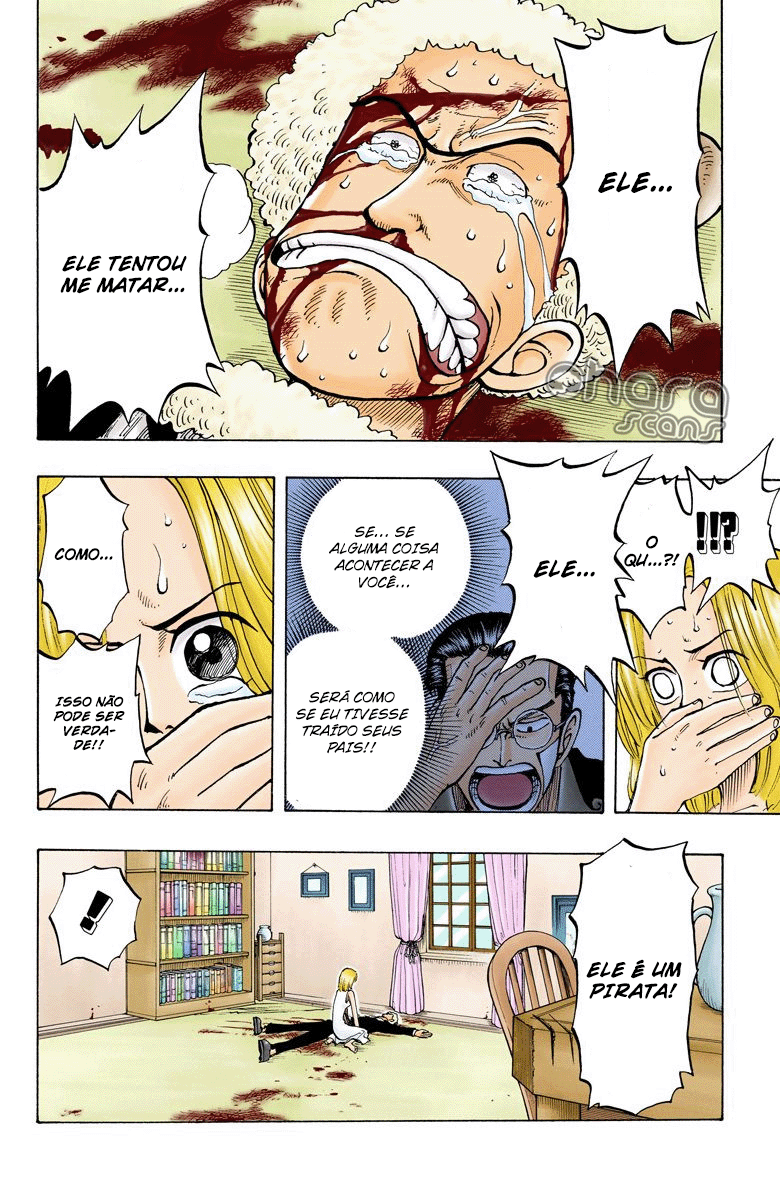 ELE...
ELE TENTOU
ME MATAR...
Ohara
scans
!!!?
O
QU...?!
ELE...
SE... SE
ALGUMA COISA
ACONTECER A
VOCÊ...
SERÁ COMO
SE EU TIVESSE
TRAÍDO SEUS
PAIS!!
COMO...
ISSO NÃO
PODE SER
VERDA-
DE!!
ELE É UM
PIRATA!
!